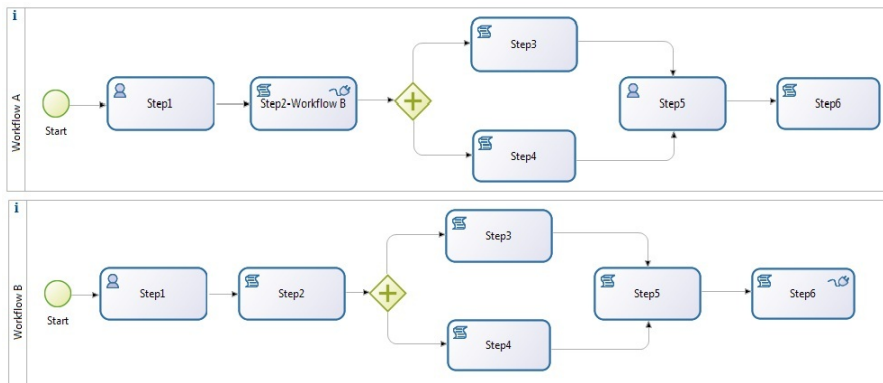 i
Workflow A
Start
Step1
Step2-Workflow B
Step3
Step4
Step5
Step6
i
Workflow B
Start
Step1
Step2
Step3
Step4
Step5
Step6